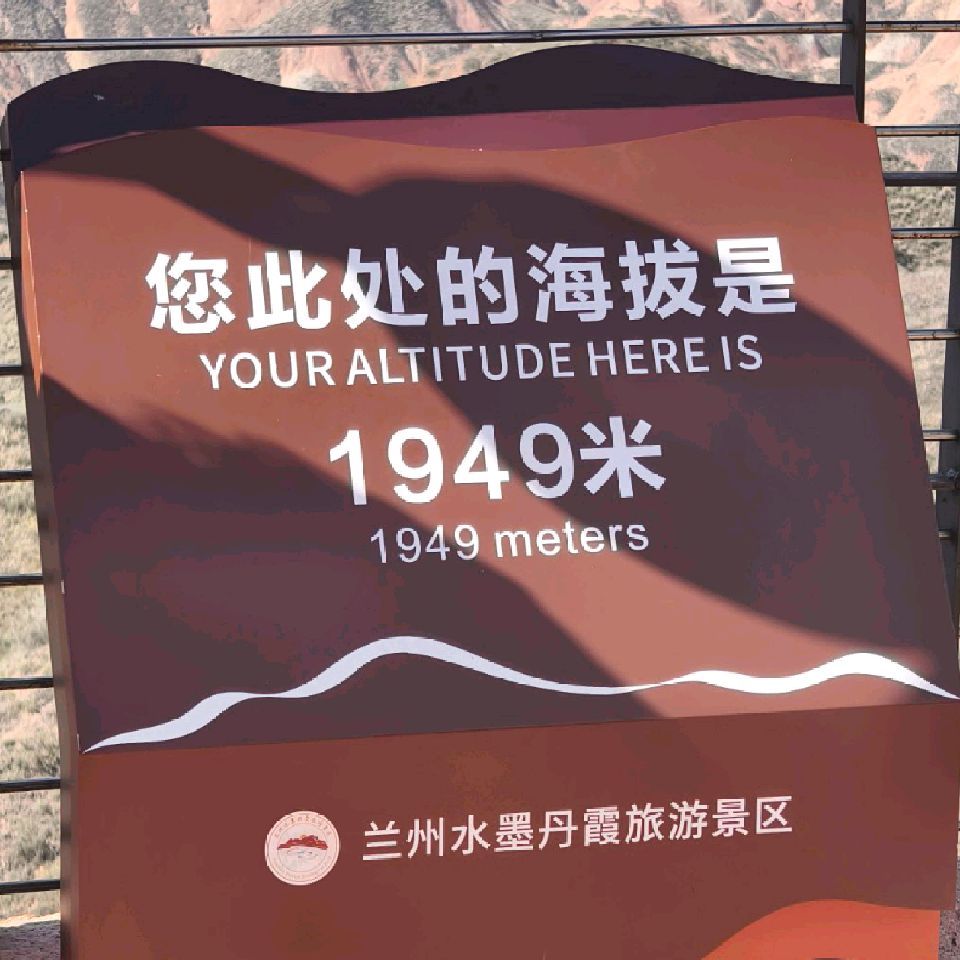 您此处的海拔是
YOUR ALTITUDE HERE IS
1949米
1949 meters
兰州水墨丹霞旅游景区